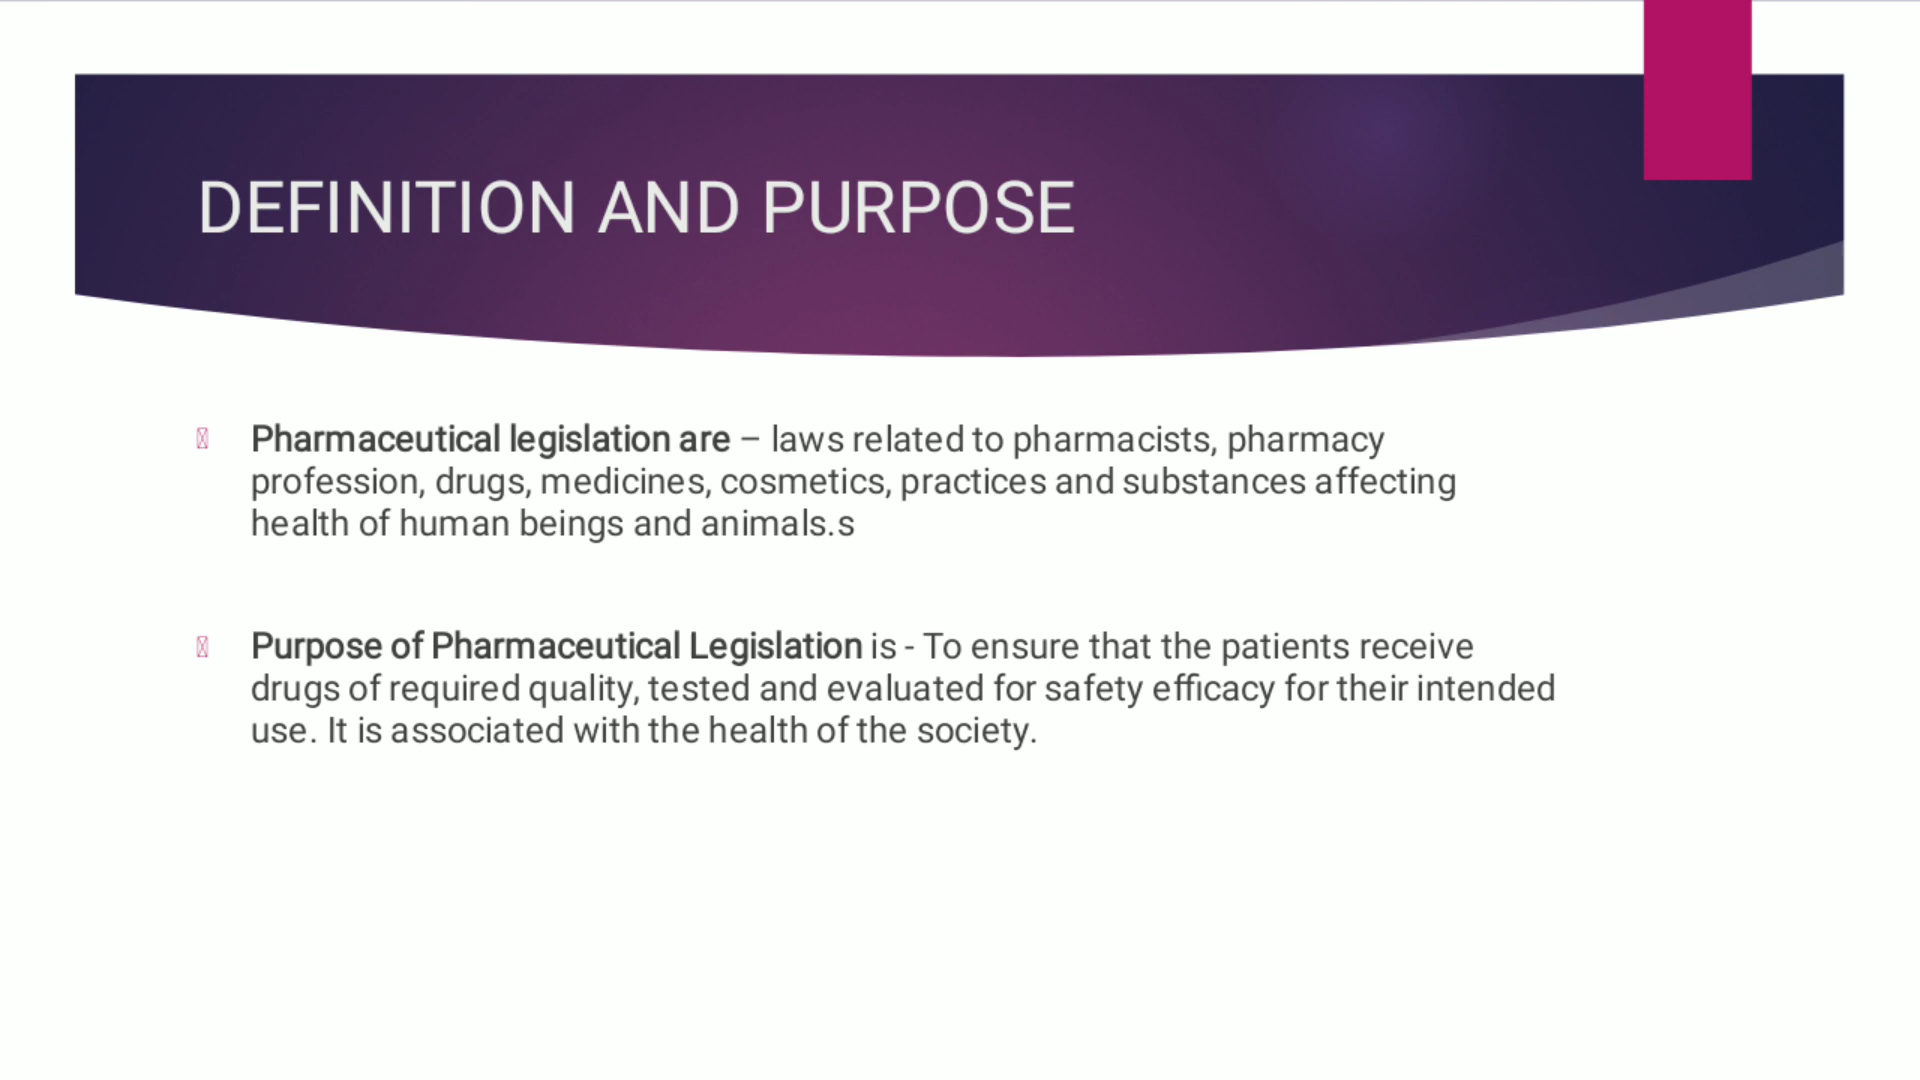 DEFINITION AND PURPOSE
Pharmaceutical legislation are – laws related to pharmacists, pharmacy
profession, drugs, medicines, cosmetics, practices and substances affecting
health of human beings and animals.s
Purpose of Pharmaceutical Legislation is - To ensure that the patients receive
drugs of required quality, tested and evaluated for safety efficacy for their intended
use. It is associated with the health of the society.